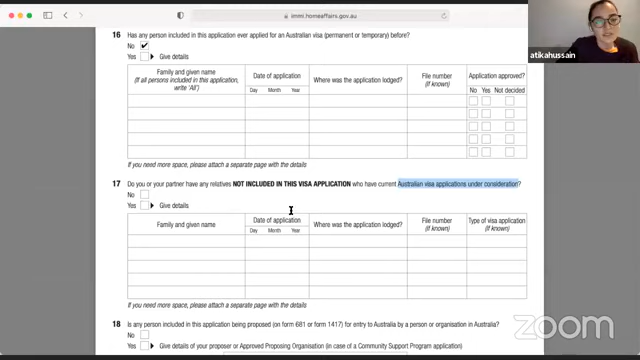 immi.homeaffairs.gov.au
16 Has any person included in this application ever applied for an Australian visa (permanent or temporary) before?
No
Yes Give details
Family and given name
(If all persons included in this application, write 'All')
Date of application
Day Month Year
Where was the application lodged?
File number
(If known)
Application approved?
No Yes Not decided
If you need more space, please attach a separate page with the details
17 Do you or your partner have any relatives NOT INCLUDED IN THIS VISA APPLICATION who have current Australian visa applications under consideration?
No
Yes Give details
Family and given name
Date of application
Day Month Year
Where was the application lodged?
File number
(If known)
Type of visa application
(If known)
If you need more space, please attach a separate page with the details
18 Is any person included in this application being proposed (on form 681 or form 1417) for entry to Australia by a person or organisation in Australia?
No
Yes Give details of your proposer or Approved Proposing Organisation (in case of a Community Support Program application)
atikahussain
zoom